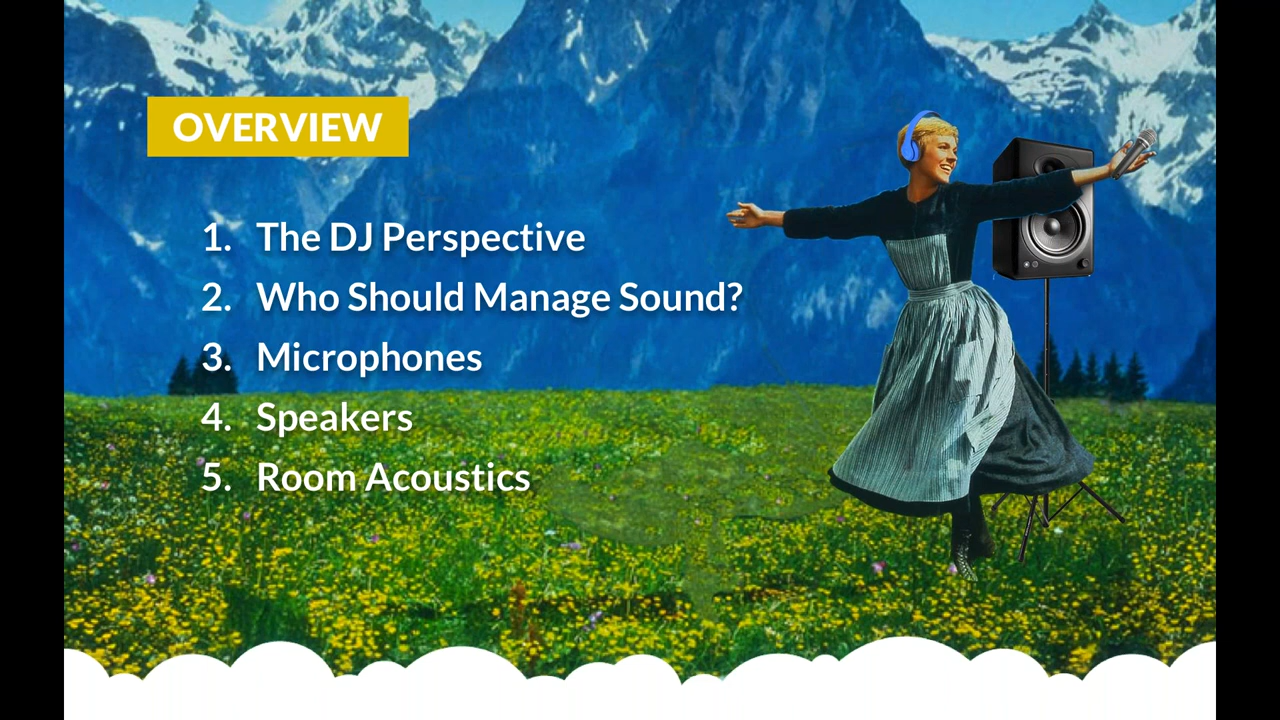 OVERVIEW
1. The DJ Perspective
2. Who Should Manage Sound?
3. Microphones
4. Speakers
5. Room Acoustics